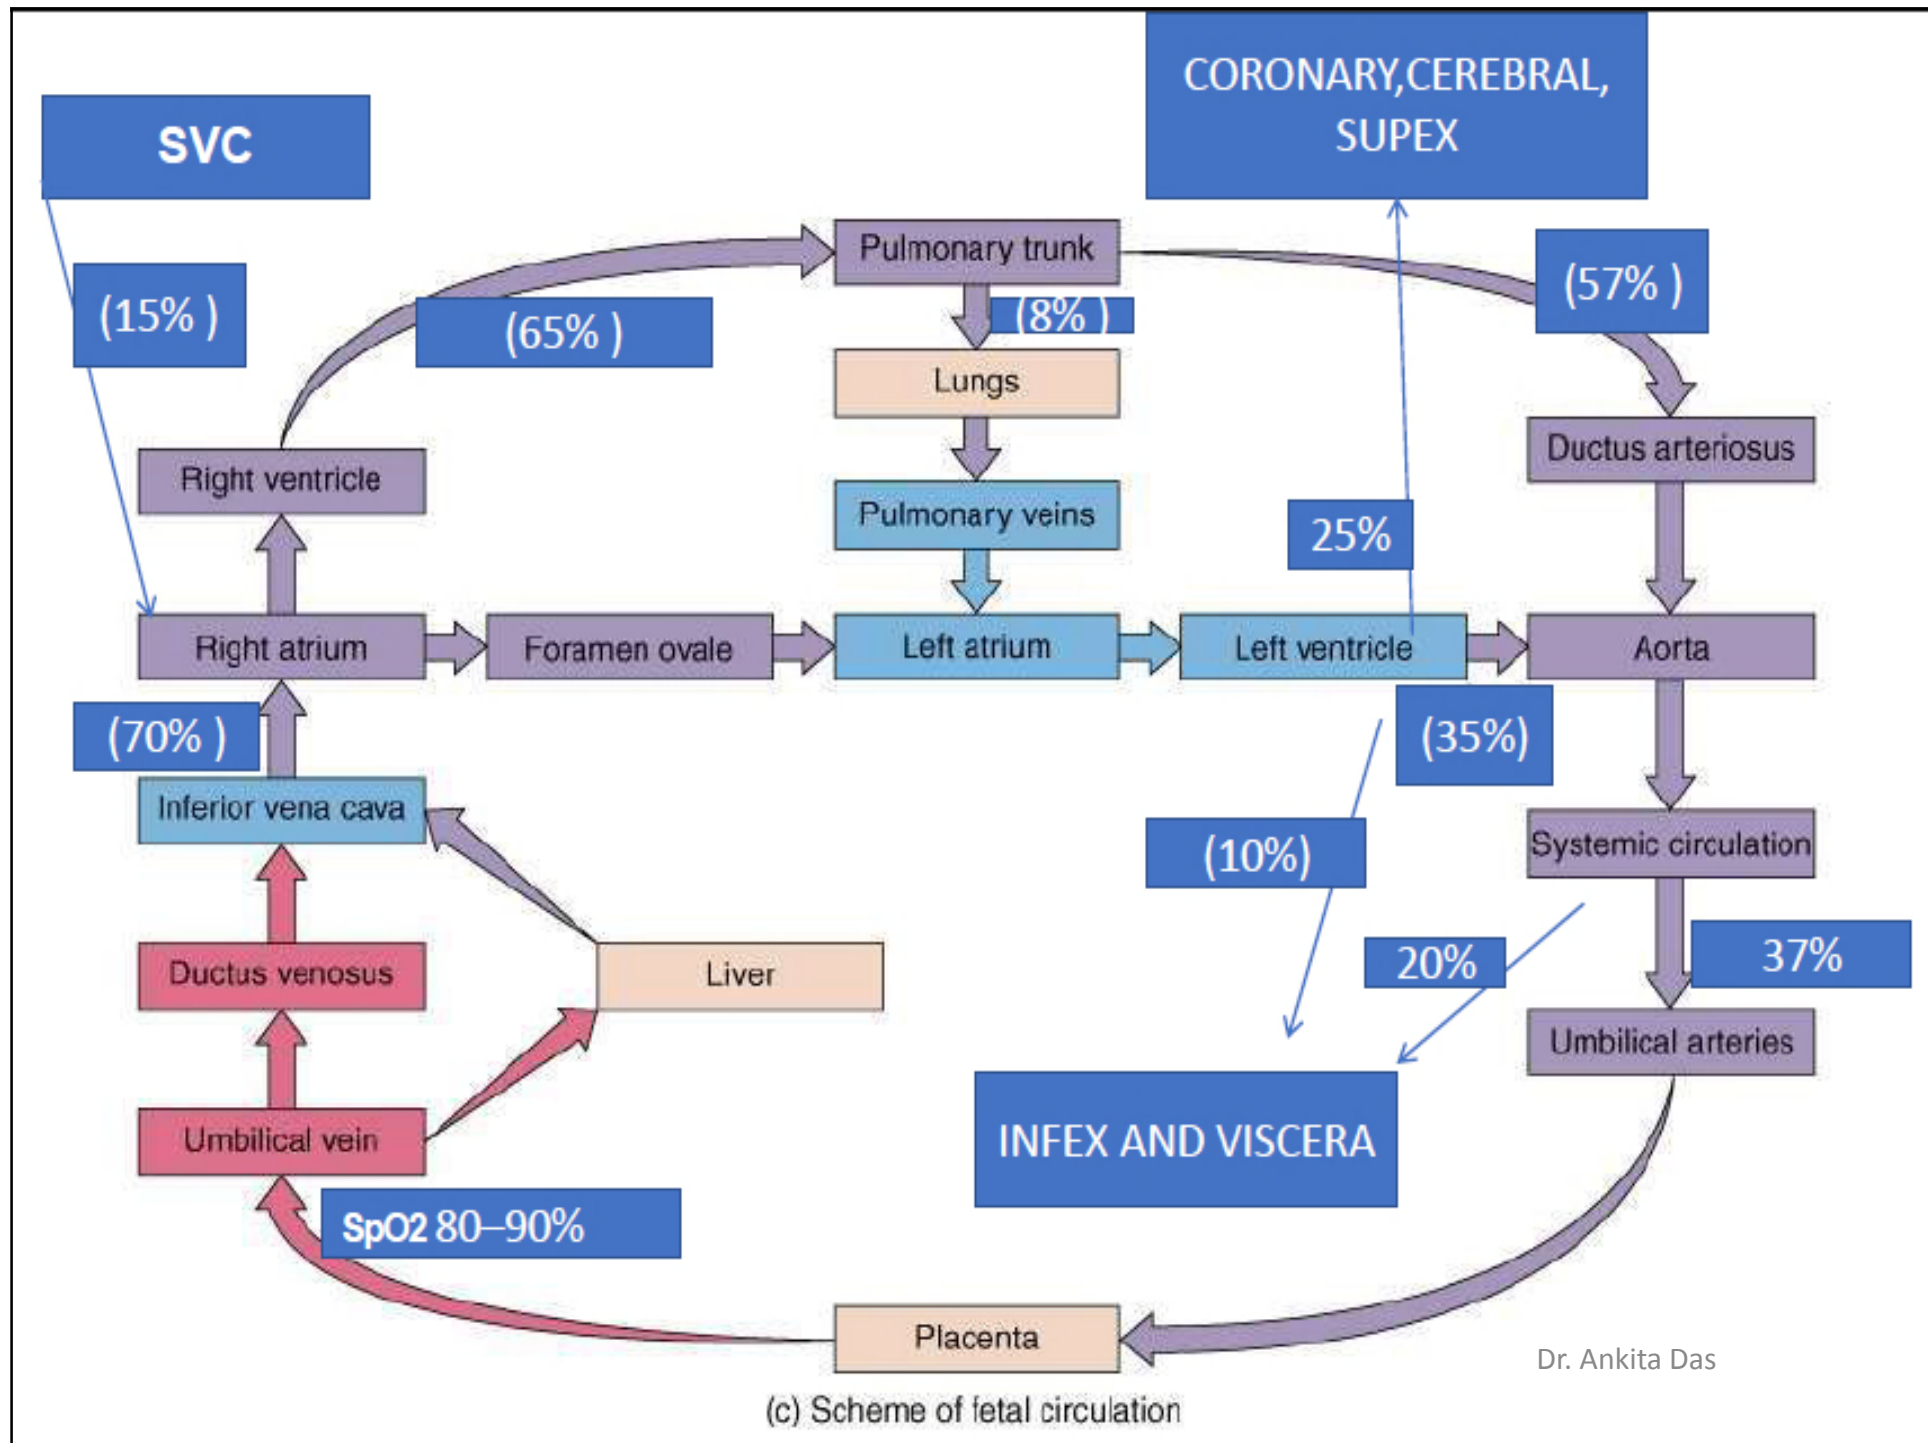 CORONARY,CEREBRAL,
SUPEX
SVC
Pulmonary trunk
(57% )
(15% )
(65% )
(8% )
Lungs
Ductus arteriosus
Right ventricle
Pulmonary veins
25%
Right atrium
Foramen ovale
Left atrium
Left ventricle
Aorta
(70% )
(35%)
Inferior vena cava
(10%)
Systemic circulation
Ductus venosus
Liver
20%
37%
Umbilical arteries
Umbilical vein
INFEX AND VISCERA
SpO2 80–90%
Placenta
Dr. Ankita Das
(c) Scheme of fetal circulation